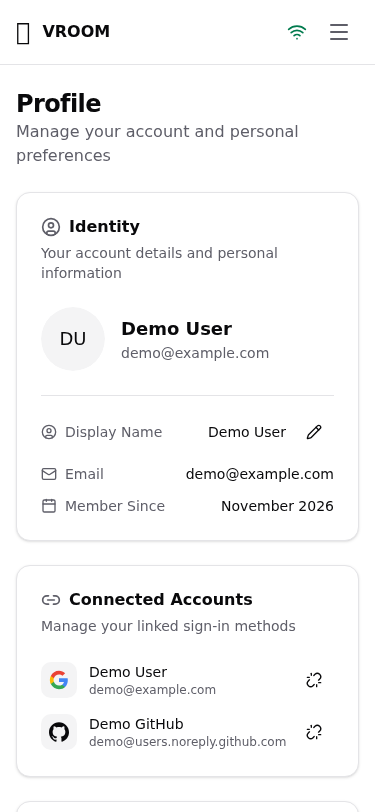 VROOM
Profile
Manage your account and personal
preferences
Identity
Your account details and personal
information
DU
Demo User
demo@example.com
Display Name
Demo User
Email
demo@example.com
Member Since
November 2026
Connected Accounts
Manage your linked sign-in methods
Demo User
demo@example.com
Demo GitHub
demo@users.noreply.github.com